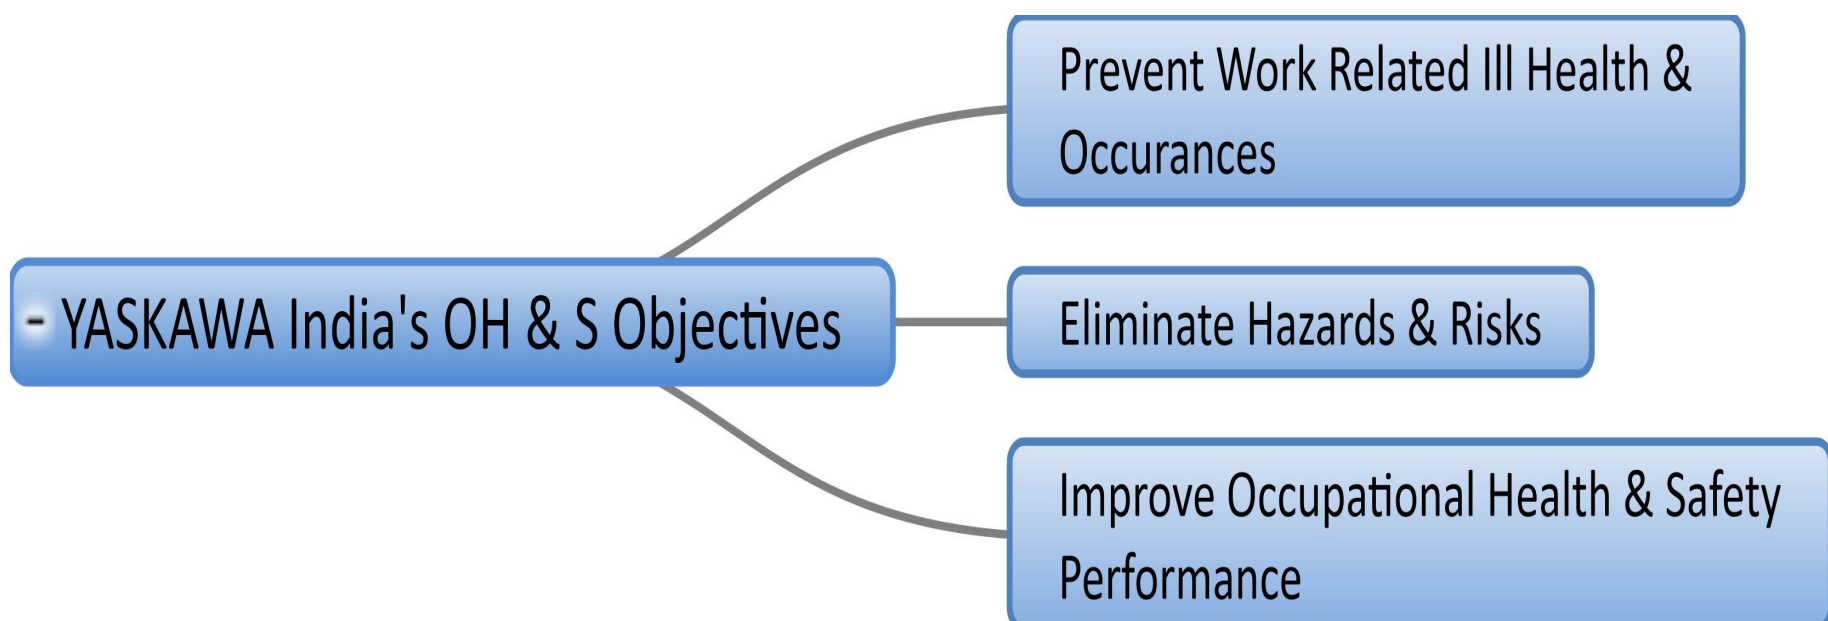 Prevent Work Related Ill Health &
Occurances
- YASKAWA India's OH & S Objectives
Eliminate Hazards & Risks
Improve Occupational Health & Safety
Performance